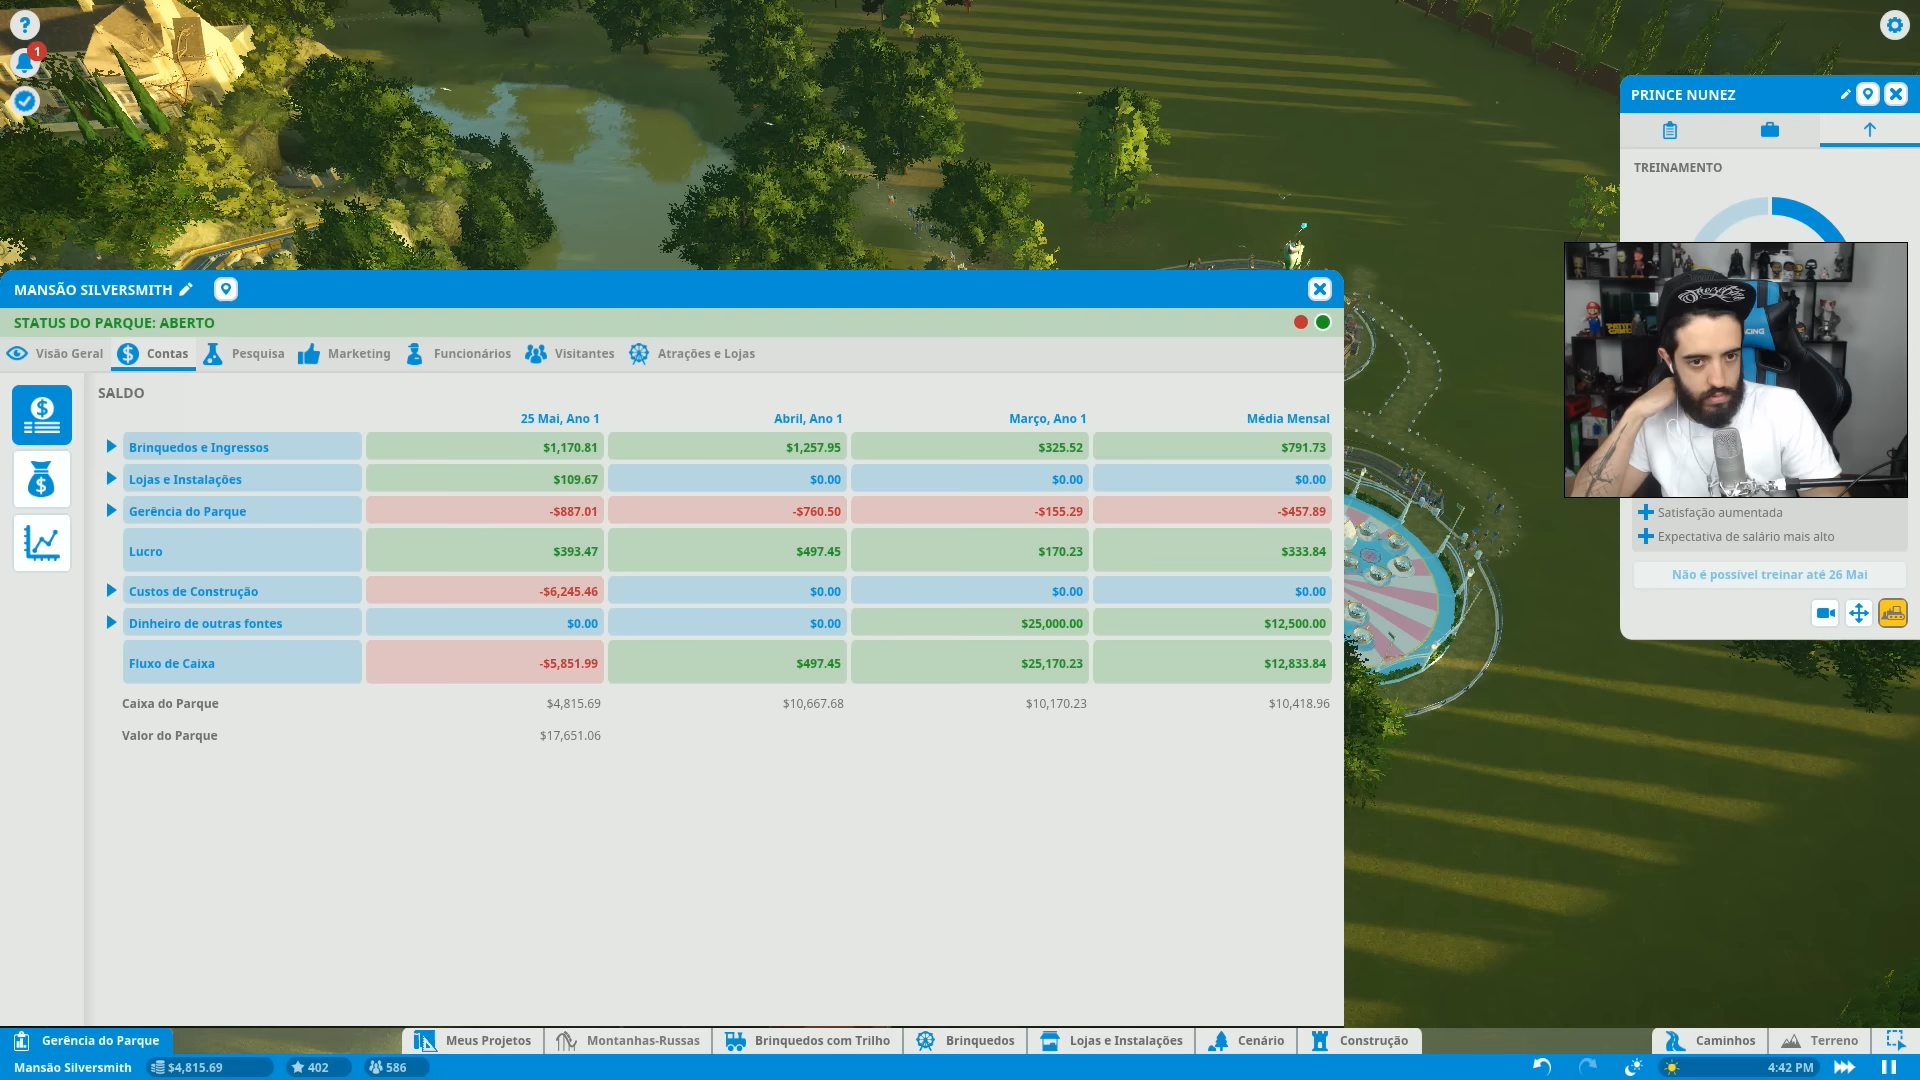 1
PRINCE NUNEZ
TREINAMENTO
MANSÃO SILVERSMITH
STATUS DO PARQUE: ABERTO
Visão Geral Contas Pesquisa Marketing Funcionários Visitantes Atrações e Lojas
SALDO
25 Mai, Ano 1 Abril, Ano 1 Março, Ano 1 Média Mensal
Brinquedos e Ingressos $1,170.81 $1,257.95 $325.52 $791.73
Lojas e Instalações $109.67 $0.00 $0.00 $0.00
Gerência do Parque -$887.01 -$760.50 -$155.29 -$457.89
Lucro $393.47 $497.45 $170.23 $333.84
Custos de Construção -$6,245.46 $0.00 $0.00 $0.00
Dinheiro de outras fontes $0.00 $0.00 $25,000.00 $12,500.00
Fluxo de Caixa -$5,851.99 $497.45 $25,170.23 $12,833.84
Caixa do Parque $4,815.69 $10,667.68 $10,170.23 $10,418.96
Valor do Parque $17,651.06
Satisfação aumentada
Expectativa de salário mais alto
Não é possível treinar até 26 Mai
Gerência do Parque Meus Projetos Montanhas-Russas Brinquedos com Trilho Brinquedos Lojas e Instalações Cenário Construção Caminhos Terreno
Mansão Silversmith $4,815.69 402 586 4:42 PM